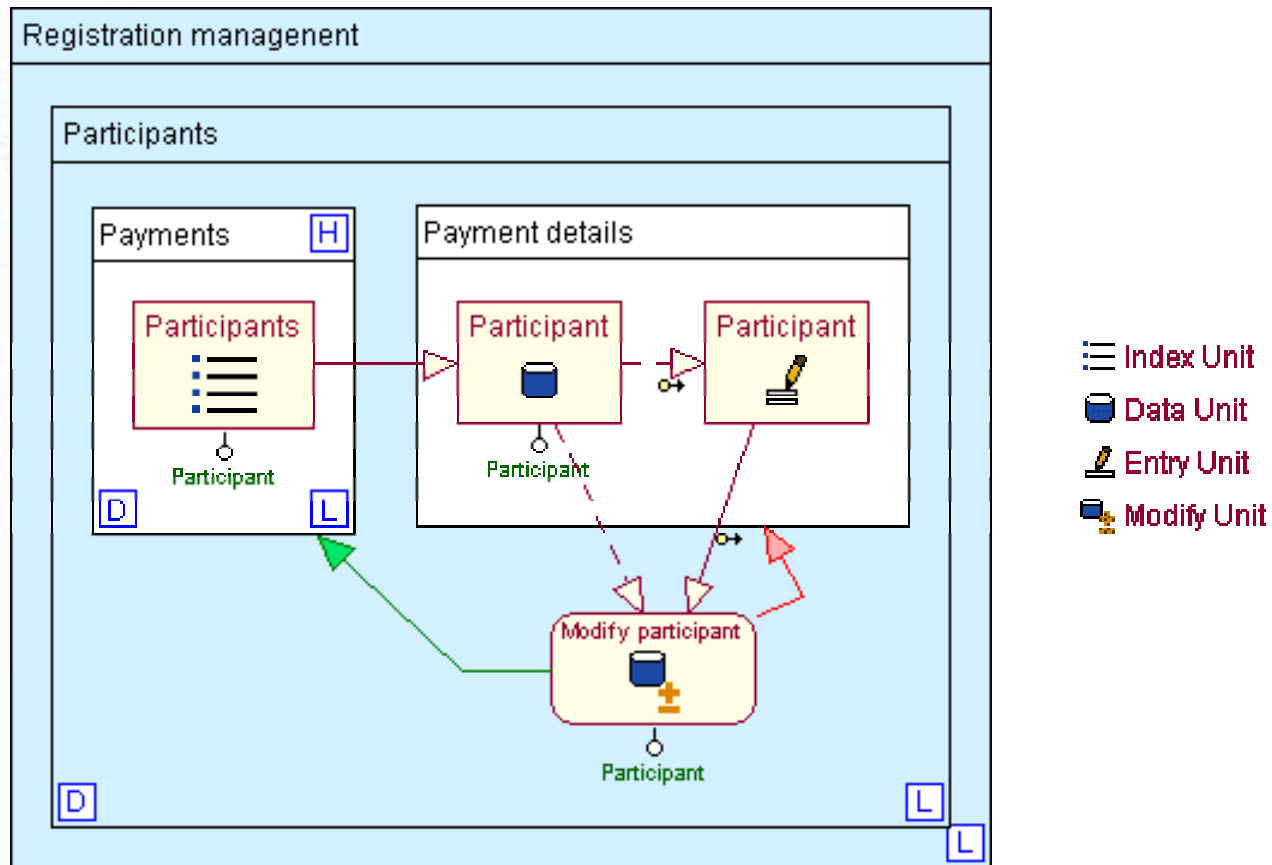 Registration managenent
Participants
Payments
H
Payment details
Participants
Participant
Participant
Participant
Participant
D
L
Modify participant
Participant
D
L
L
Index Unit
Data Unit
Entry Unit
Modify Unit